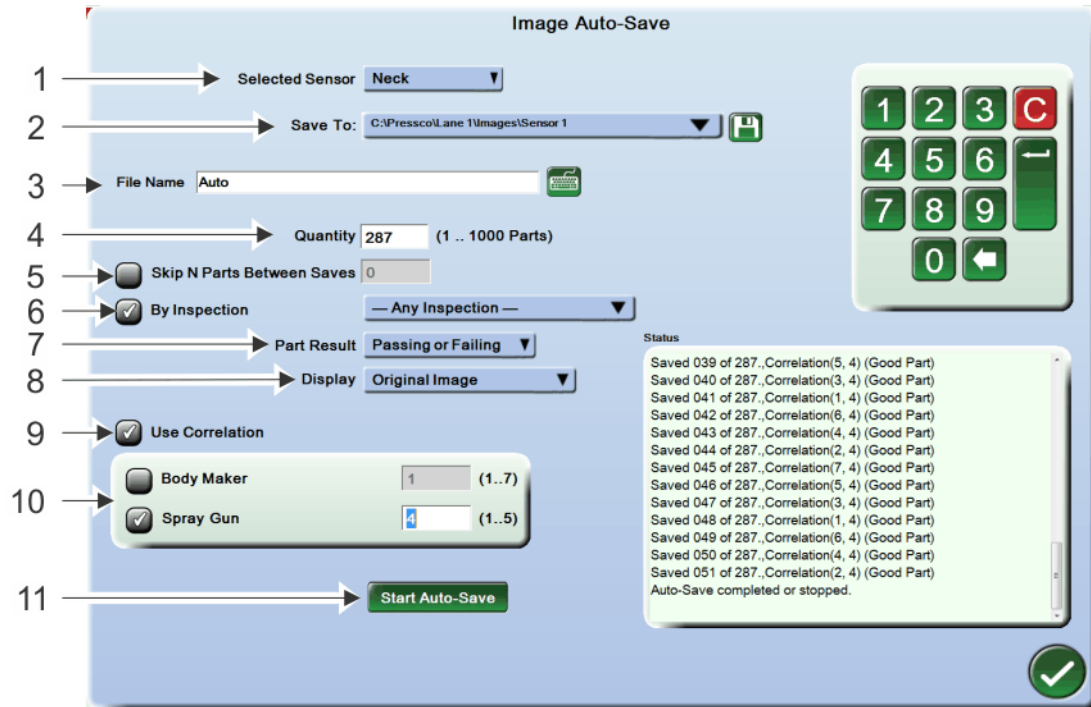 Image Auto-Save
1 Selected Sensor Neck
2 Save To: C:\Pressco\Lane 1\Images\Sensor 1
3 File Name Auto
4 Quantity 287 (1 .. 1000 Parts)
5 Skip N Parts Between Saves 0
6 By Inspection — Any Inspection —
7 Part Result Passing or Failing
8 Display Original Image
9 Use Correlation
10
Body Maker 1 (1..7)
Spray Gun 4 (1..5)
11 Start Auto-Save
1 2 3 C
4 5 6
7 8 9
0
Status
Saved 039 of 287.,Correlation(5, 4) (Good Part)
Saved 040 of 287.,Correlation(3, 4) (Good Part)
Saved 041 of 287.,Correlation(1, 4) (Good Part)
Saved 042 of 287.,Correlation(6, 4) (Good Part)
Saved 043 of 287.,Correlation(4, 4) (Good Part)
Saved 044 of 287.,Correlation(2, 4) (Good Part)
Saved 045 of 287.,Correlation(7, 4) (Good Part)
Saved 046 of 287.,Correlation(5, 4) (Good Part)
Saved 047 of 287.,Correlation(3, 4) (Good Part)
Saved 048 of 287.,Correlation(1, 4) (Good Part)
Saved 049 of 287.,Correlation(6, 4) (Good Part)
Saved 050 of 287.,Correlation(4, 4) (Good Part)
Saved 051 of 287.,Correlation(2, 4) (Good Part)
Auto-Save completed or stopped.